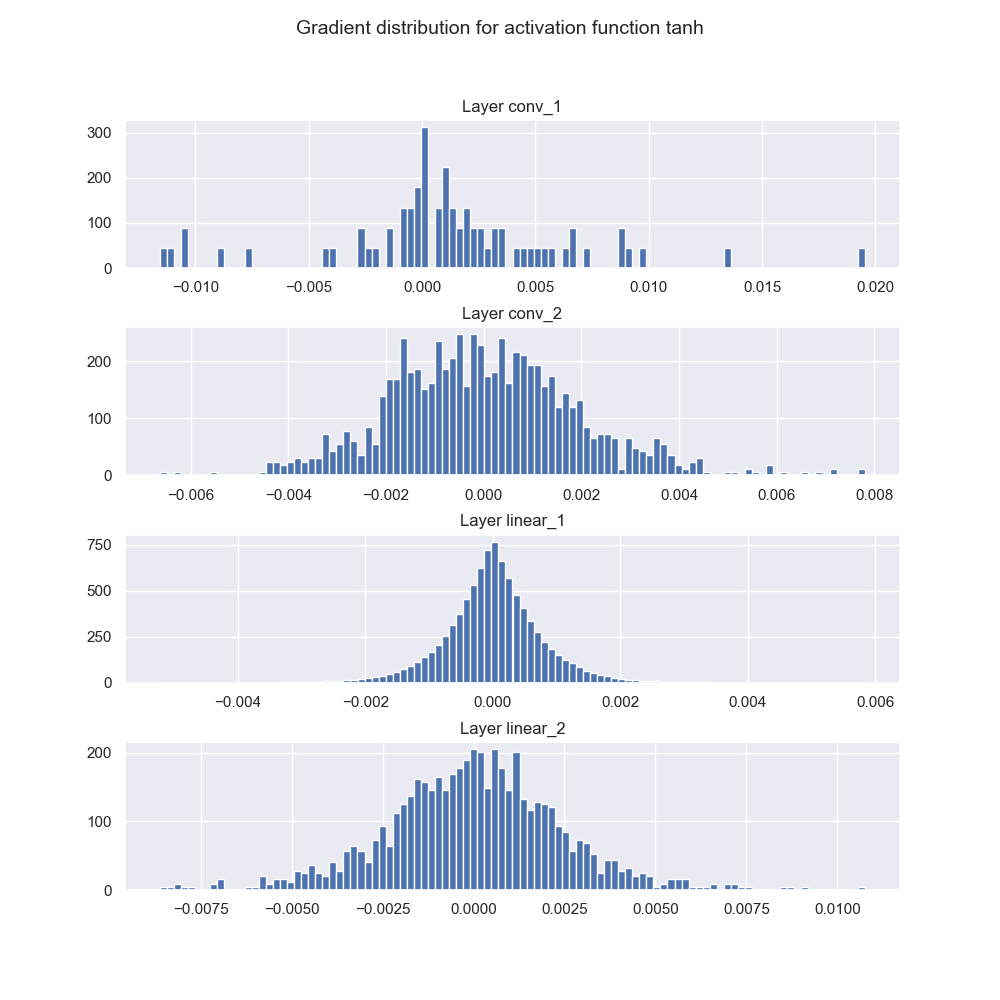 Gradient distribution for activation function tanh
Layer conv_1
300
200
100
0
−0.010 −0.005 0.000 0.005 0.010 0.015 0.020
Layer conv_2
200
100
0
−0.006 −0.004 −0.002 0.000 0.002 0.004 0.006 0.008
Layer linear_1
750
500
250
0
−0.004 −0.002 0.000 0.002 0.004 0.006
Layer linear_2
200
100
0
−0.0075 −0.0050 −0.0025 0.0000 0.0025 0.0050 0.0075 0.0100